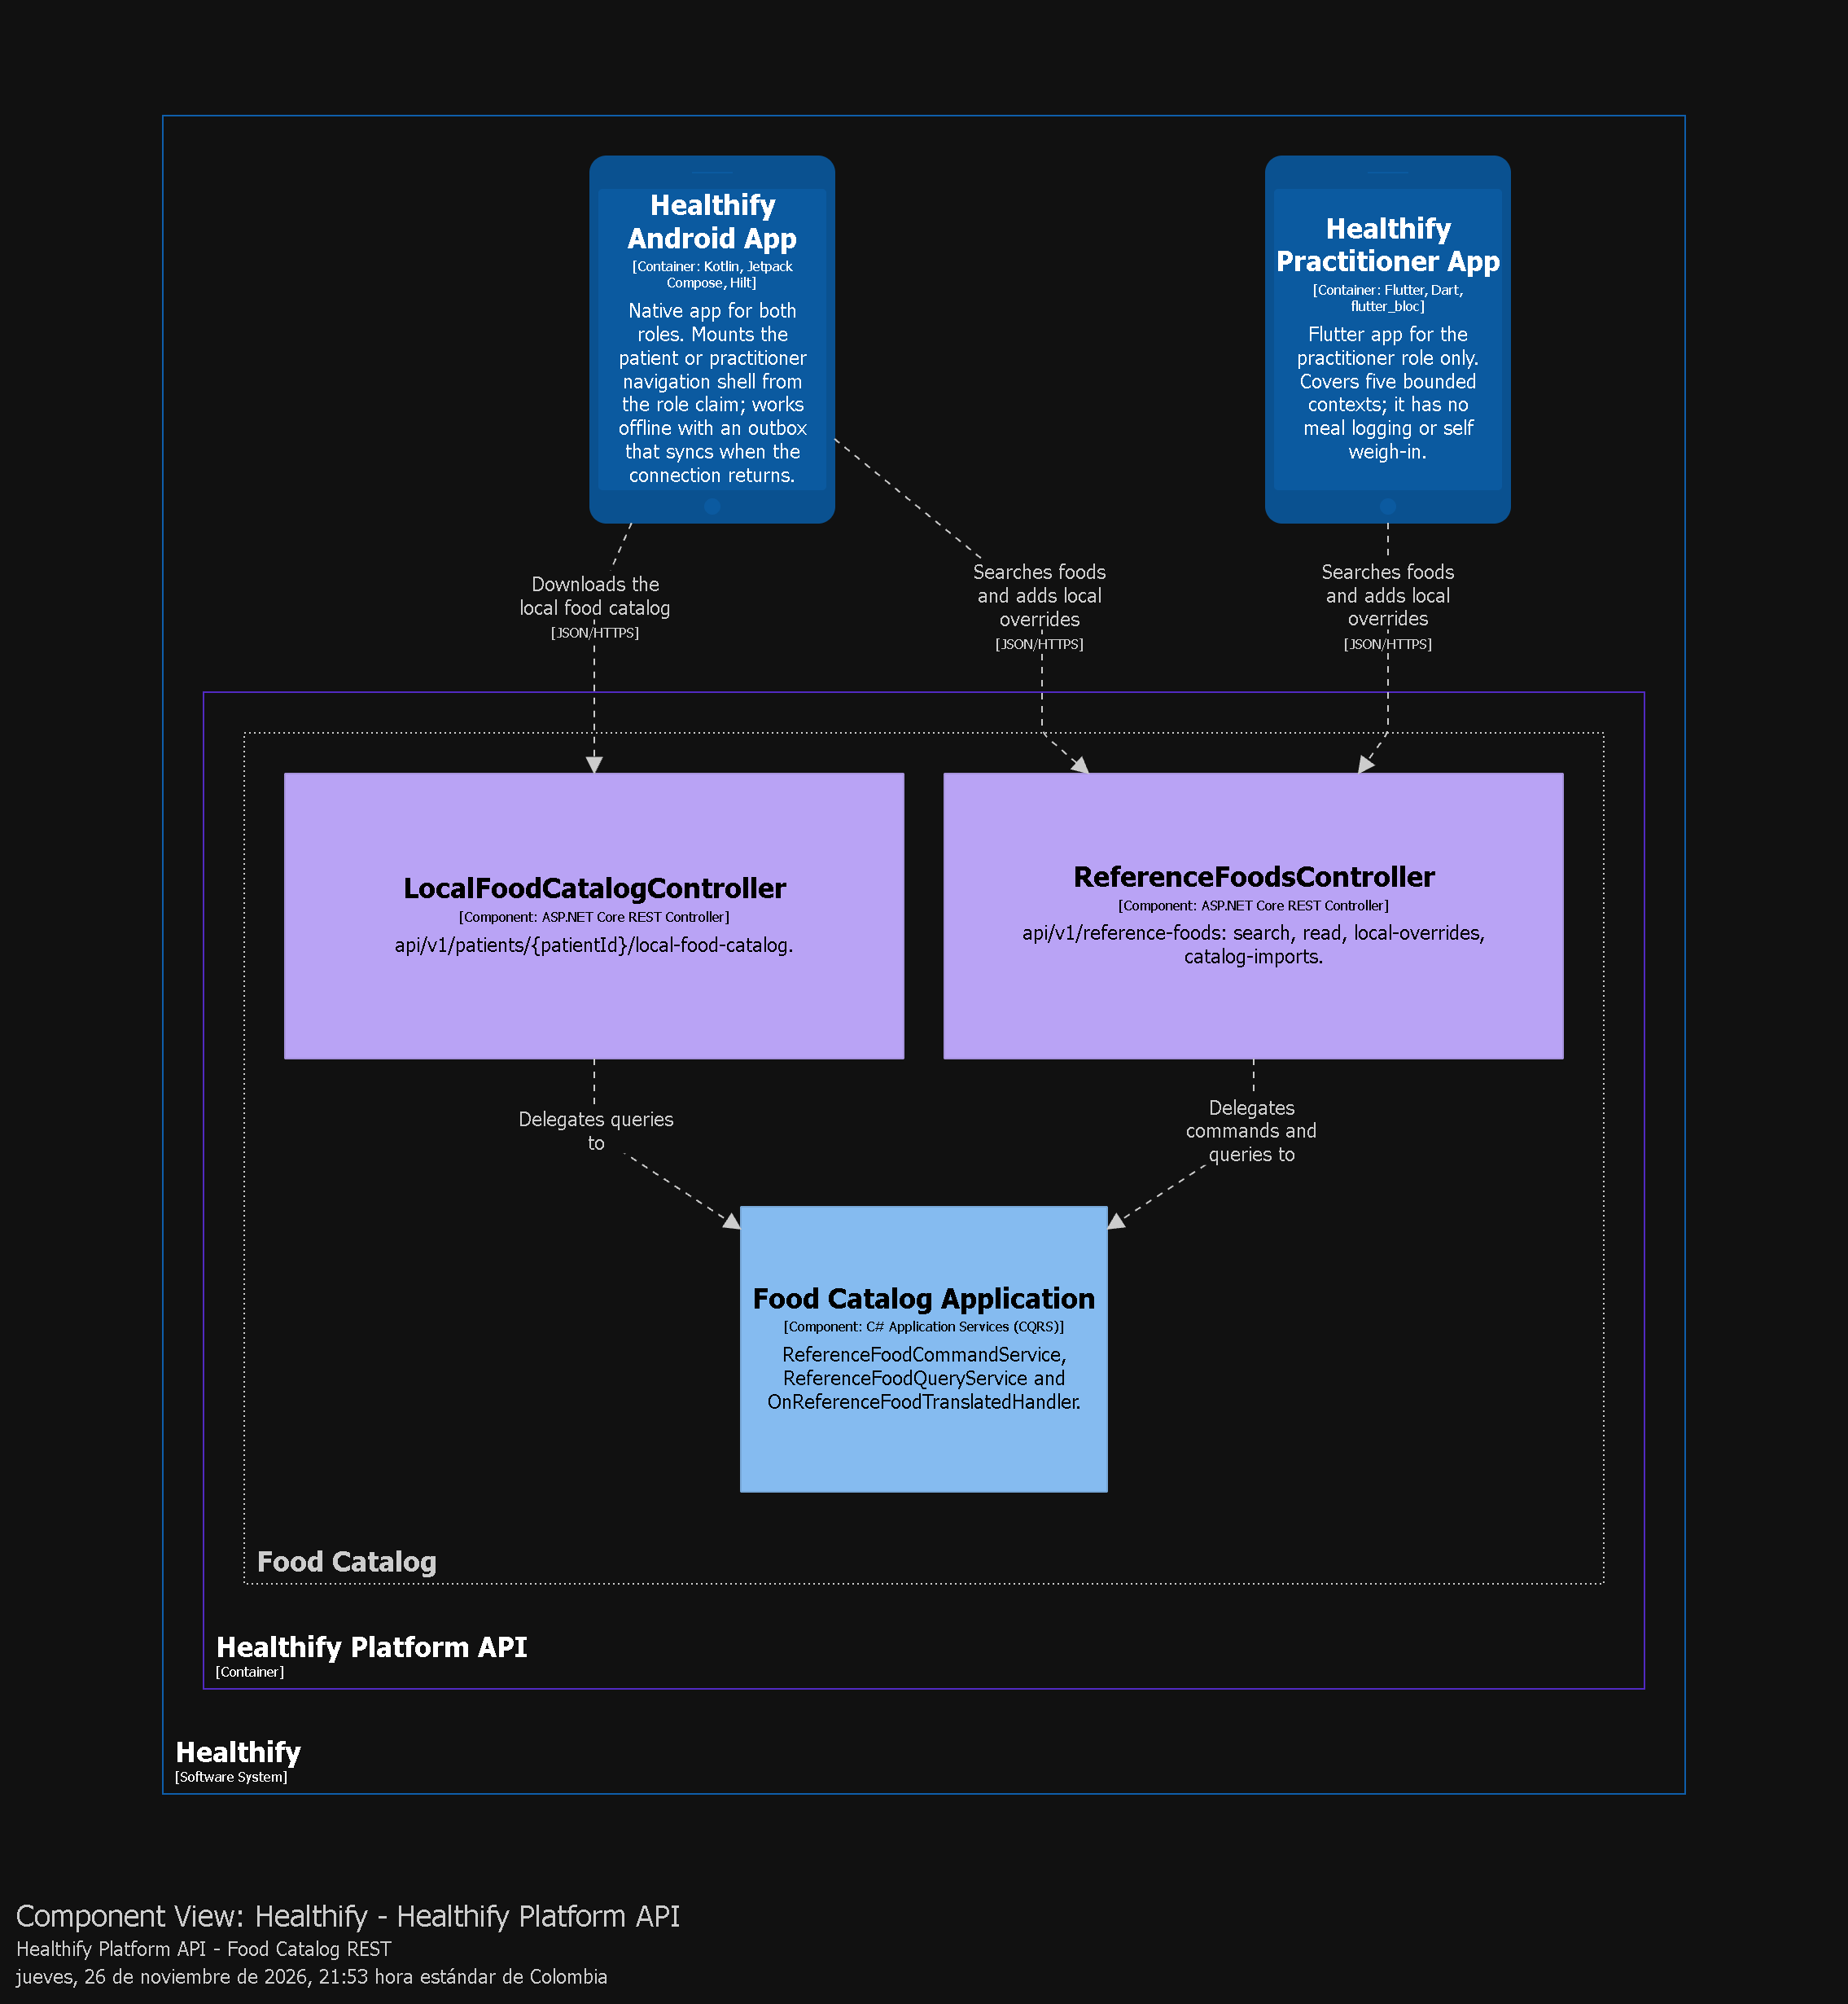 Healthify
Android App
[Container: Kotlin, Jetpack
Compose, Hilt]
Native app for both
roles. Mounts the
patient or practitioner
navigation shell from
the role claim; works
offline with an outbox
that syncs when the
connection returns.
Healthify
Practitioner App
[Container: Flutter, Dart,
flutter_bloc]
Flutter app for the
practitioner role only.
Covers five bounded
contexts; it has no
meal logging or self
weigh-in.
Downloads the
local food catalog
[JSON/HTTPS]
Searches foods
and adds local
overrides
[JSON/HTTPS]
Searches foods
and adds local
overrides
[JSON/HTTPS]
LocalFoodCatalogController
[Component: ASP.NET Core REST Controller]
api/v1/patients/{patientId}/local-food-catalog.
ReferenceFoodsController
[Component: ASP.NET Core REST Controller]
api/v1/reference-foods: search, read, local-overrides,
catalog-imports.
Delegates queries
to
Delegates
commands and
queries to
Food Catalog Application
[Component: C# Application Services (CQRS)]
ReferenceFoodCommandService,
ReferenceFoodQueryService and
OnReferenceFoodTranslatedHandler.
Food Catalog
Healthify Platform API
[Container]
Healthify
[Software System]
Component View: Healthify - Healthify Platform API
Healthify Platform API - Food Catalog REST
jueves, 26 de noviembre de 2026, 21:53 hora estándar de Colombia